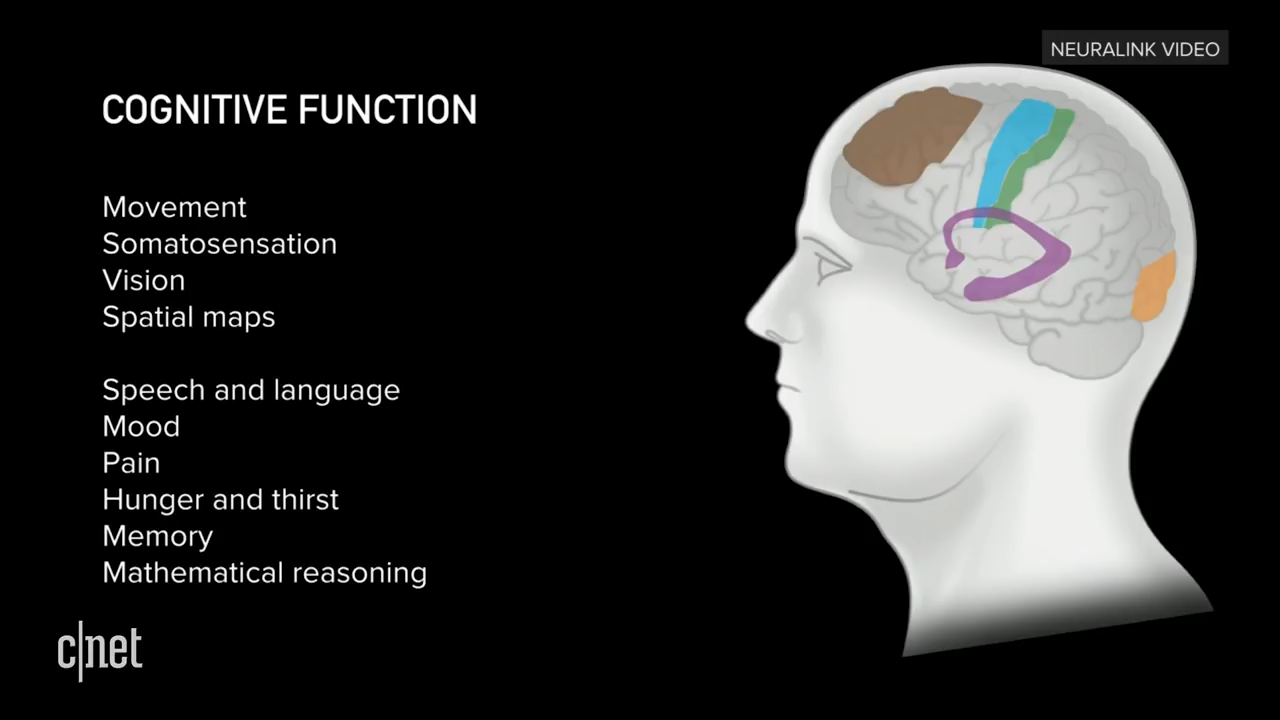 NEURALINK VIDEO
COGNITIVE FUNCTION
Movement
Somatosensation
Vision
Spatial maps
Speech and language
Mood
Pain
Hunger and thirst
Memory
Mathematical reasoning
c|net